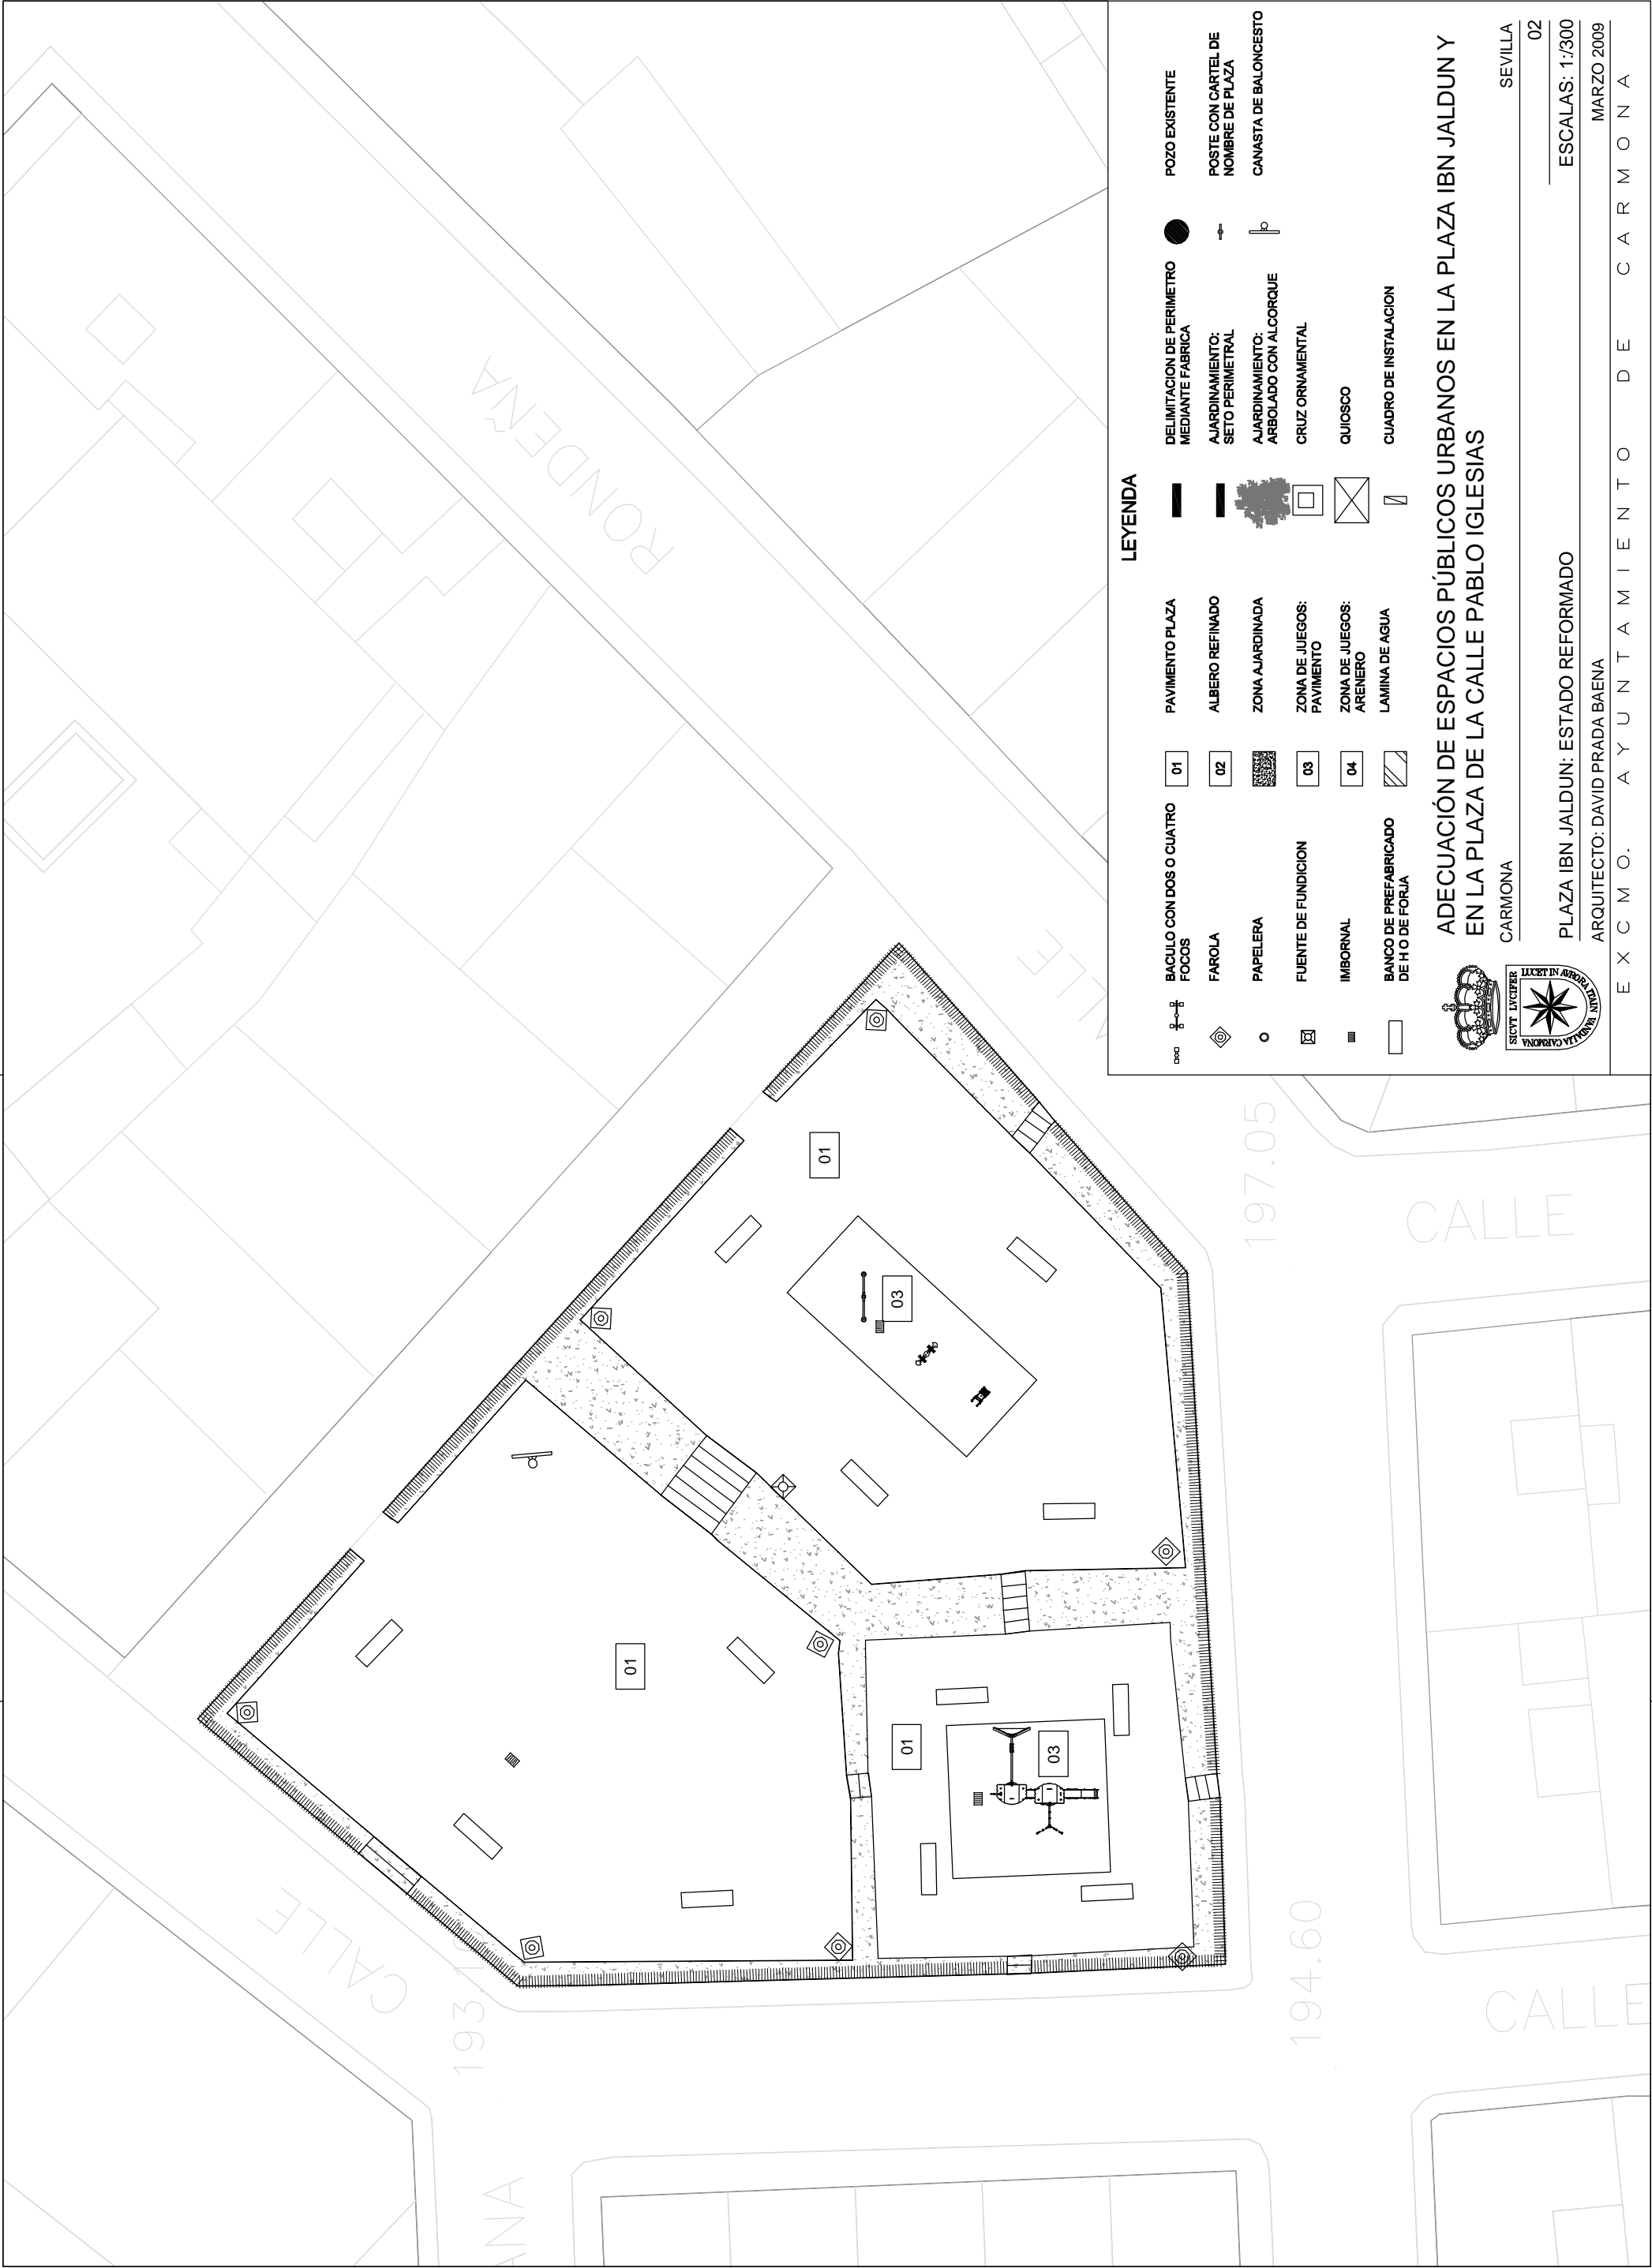 RONDEÑA
CALLE
CALLE
197.05
CALLE
194.60
CALLE
01
03
01
01
03
LEYENDA
BACULO CON DOS O CUATRO
FOCOS
FAROLA
PAPELERA
FUENTE DE FUNDICION
IMBORNAL
BANCO DE PREFABRICADO
DE H O DE FORJA
01
PAVIMENTO PLAZA
02
ALBERO REFINADO
ZONA AJARDINADA
03
ZONA DE JUEGOS:
PAVIMENTO
04
ZONA DE JUEGOS:
ARENERO
LAMINA DE AGUA
DELIMITACION DE PERIMETRO
MEDIANTE FABRICA
AJARDINAMIENTO:
SETO PERIMETRAL
AJARDINAMIENTO:
ARBOLADO CON ALCORQUE
CRUZ ORNAMENTAL
QUIOSCO
CUADRO DE INSTALACION
POZO EXISTENTE
POSTE CON CARTEL DE
NOMBRE DE PLAZA
CANASTA DE BALONCESTO
ADECUACIÓN DE ESPACIOS PÚBLICOS URBANOS EN LA PLAZA IBN JALDUN Y
EN LA PLAZA DE LA CALLE PABLO IGLESIAS
CARMONA SEVILLA
02
PLAZA IBN JALDUN: ESTADO REFORMADO ESCALAS: 1:/300
ARQUITECTO: DAVID PRADA BAENA MARZO 2009
EXCMO. AYUNTAMIENTO DE CARMONA
SICVT LVCIFER
LUCET IN AVRORA
CARMONA